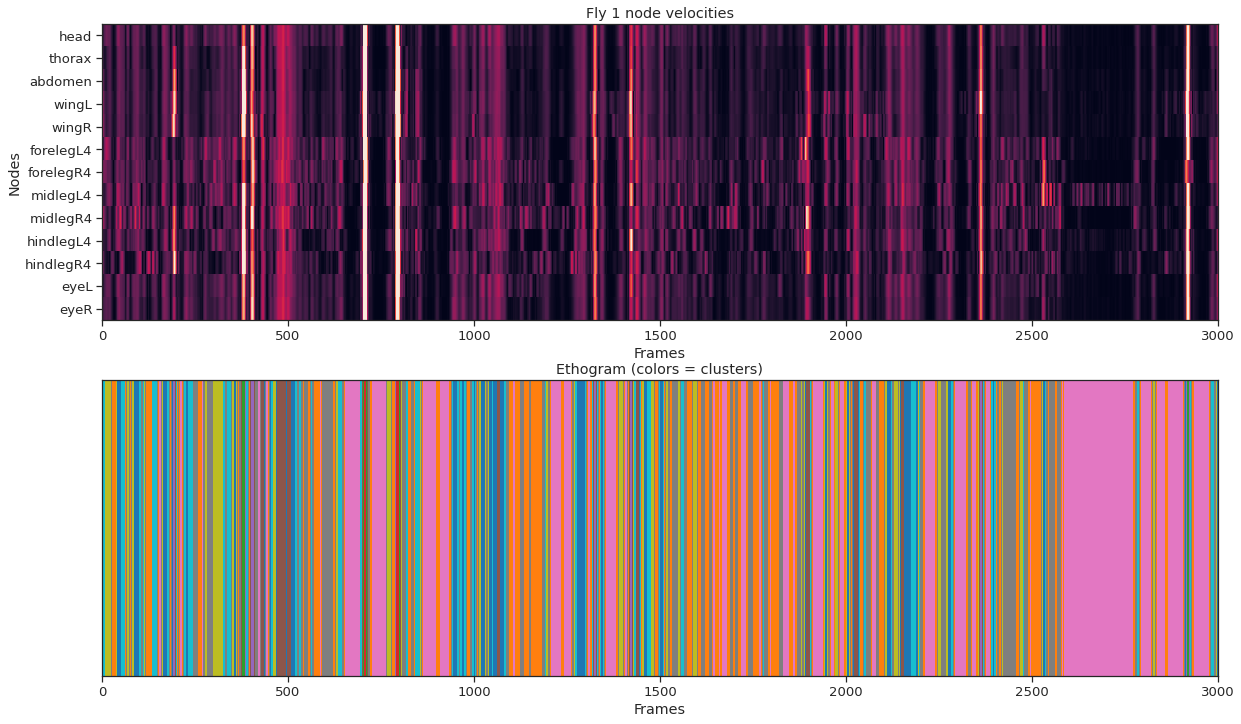 Fly 1 node velocities
Nodes
head
thorax
abdomen
wingL
wingR
forelegL4
forelegR4
midlegL4
midlegR4
hindlegL4
hindlegR4
eyeL
eyeR
0 500 1000 1500 2000 2500 3000
Frames
Ethogram (colors = clusters)
0 500 1000 1500 2000 2500 3000
Frames